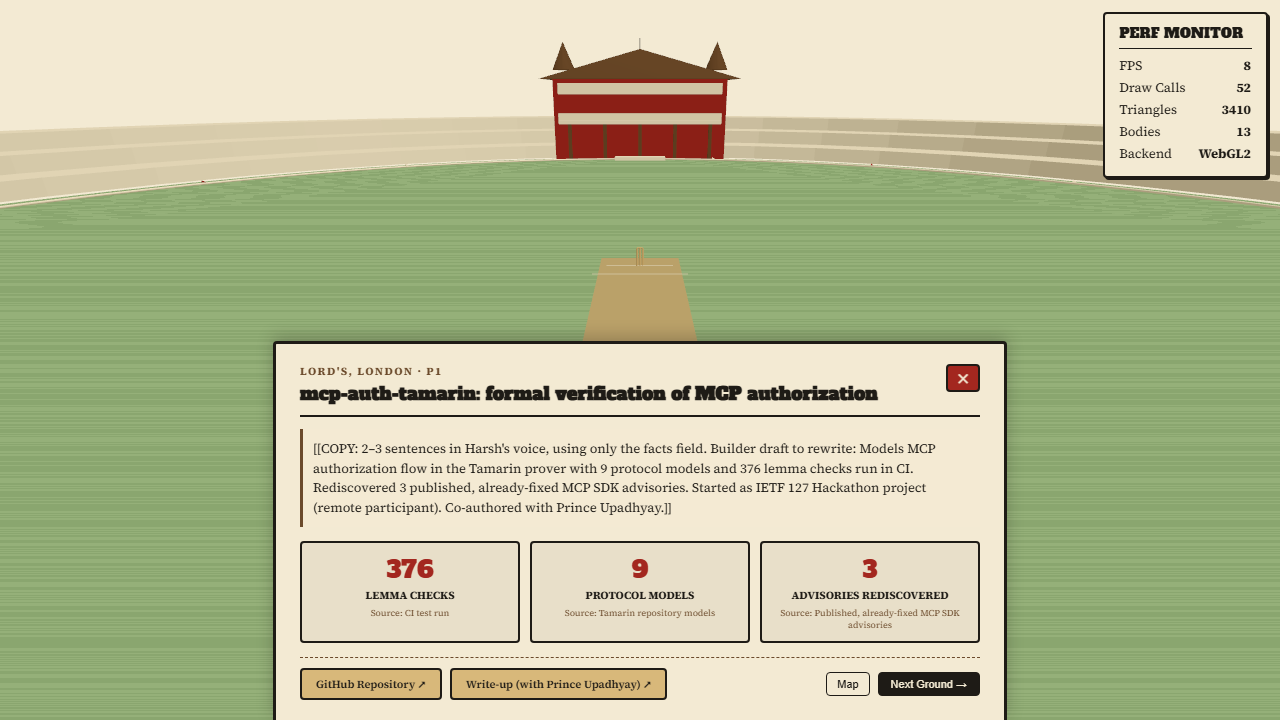 PERF MONITOR
FPS 8
Draw Calls 52
Triangles 3410
Bodies 13
Backend WebGL2
LORD'S, LONDON · P1
mcp-auth-tamarin: formal verification of MCP authorization
✕
[[COPY: 2–3 sentences in Harsh's voice, using only the facts field. Builder draft to rewrite: Models MCP
authorization flow in the Tamarin prover with 9 protocol models and 376 lemma checks run in CI.
Rediscovered 3 published, already-fixed MCP SDK advisories. Started as IETF 127 Hackathon project
(remote participant). Co-authored with Prince Upadhyay.]]
376
LEMMA CHECKS
Source: CI test run
9
PROTOCOL MODELS
Source: Tamarin repository models
3
ADVISORIES REDISCOVERED
Source: Published, already-fixed MCP SDK
advisories
GitHub Repository ↗
Write-up (with Prince Upadhyay) ↗
Map
Next Ground →